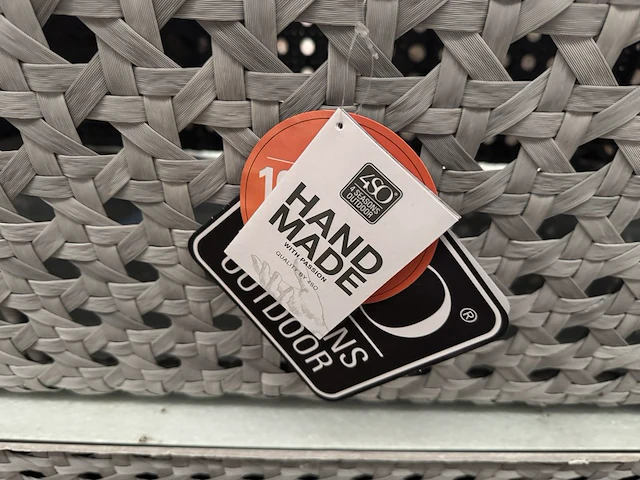 4SO®
4 SEASONS
OUTDOOR
HAND
MADE
WITH PASSION
QUALITY BY 4SO
OUTDOOR
®